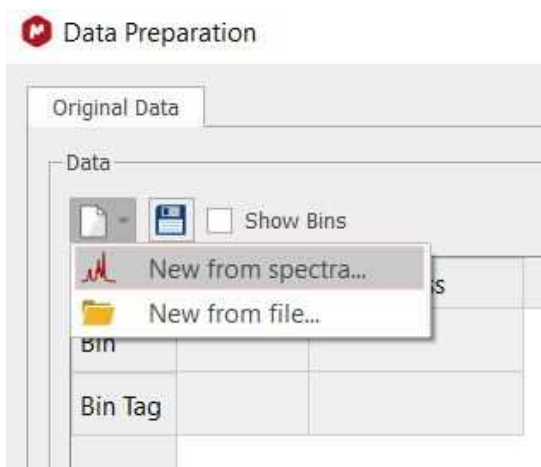 Data Preparation
Original Data
Data
Show Bins
New from spectra...
New from file...
Bin
Bin Tag